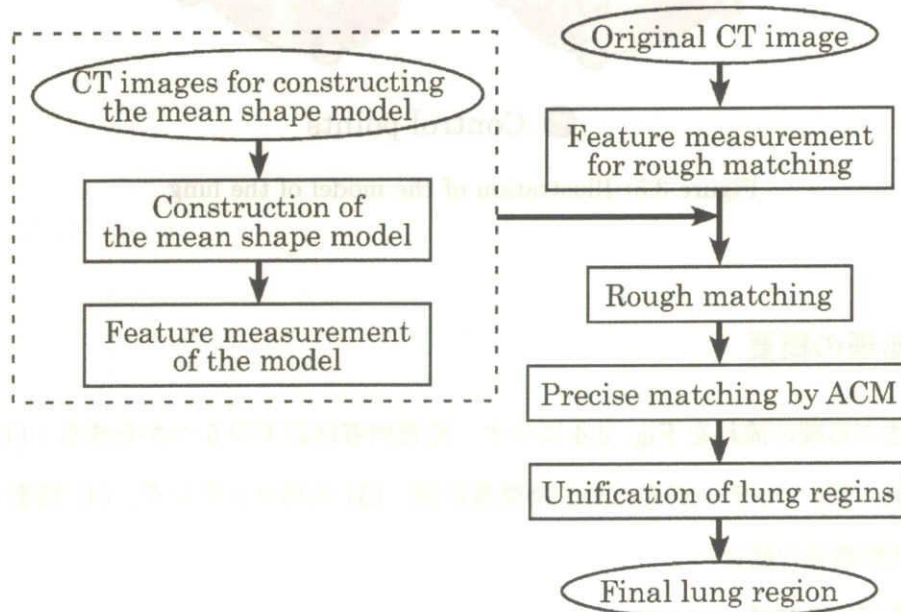 CT images for constructing
the mean shape model
Construction of
the mean shape model
Feature measurement
of the model
Original CT image
Feature measurement
for rough matching
Rough matching
Precise matching by ACM
Unification of lung regins
Final lung region
Control points